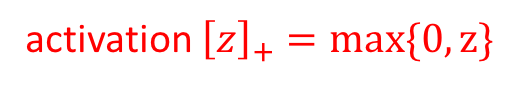 activation [z]₊ = max{0, z}